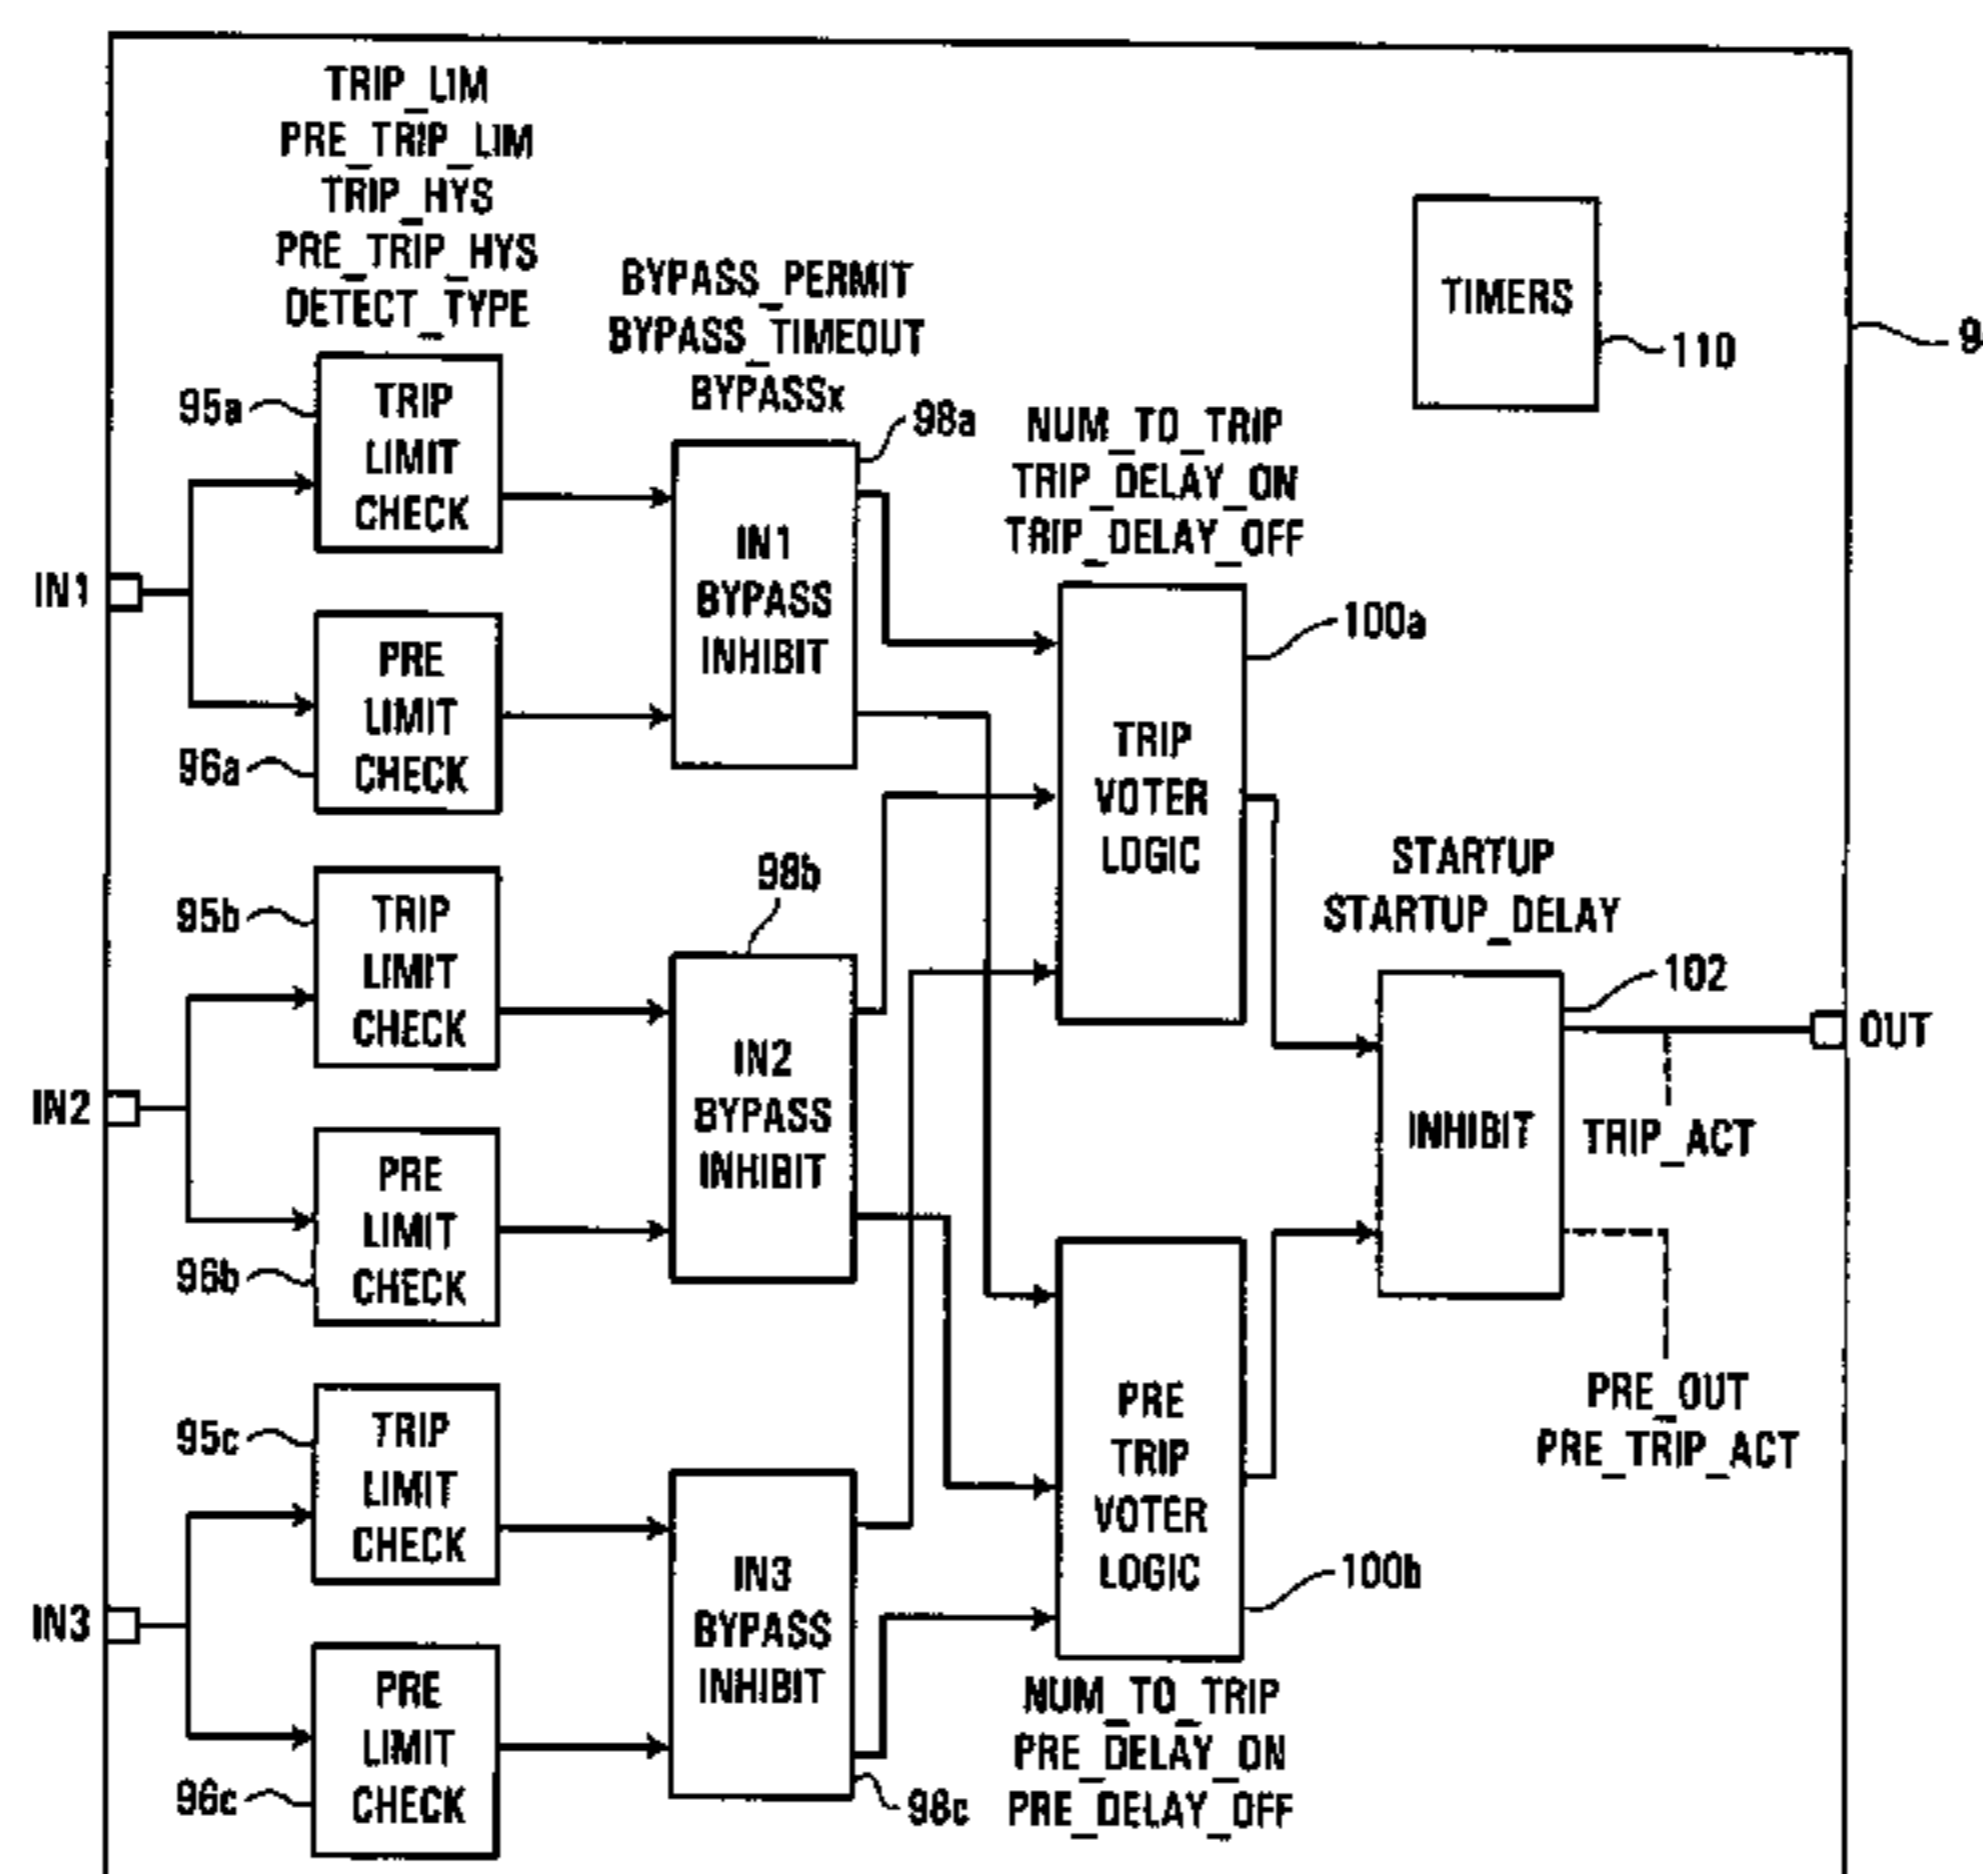 TRIP_LIM
PRE_TRIP_LIM
TRIP_HYS
PRE_TRIP_HYS
DETECT_TYPE
BYPASS_PERMIT
BYPASS_TIMEOUT
BYPASSx
TIMERS
110
9
95a
TRIP
LIMIT
CHECK
98a
NUM_TO_TRIP
TRIP_DELAY_ON
TRIP_DELAY_OFF
IN1
IN1
BYPASS
INHIBIT
100a
PRE
LIMIT
CHECK
96a
TRIP
VOTER
LOGIC
98b
STARTUP
STARTUP_DELAY
95b
TRIP
LIMIT
CHECK
102
OUT
IN2
IN2
BYPASS
INHIBIT
INHIBIT
TRIP_ACT
PRE
LIMIT
CHECK
96b
PRE_OUT
PRE_TRIP_ACT
PRE
TRIP
VOTER
LOGIC
100b
95c
TRIP
LIMIT
CHECK
IN3
IN3
BYPASS
INHIBIT
PRE
LIMIT
CHECK
96c
98c
NUM_TO_TRIP
PRE_DELAY_ON
PRE_DELAY_OFF